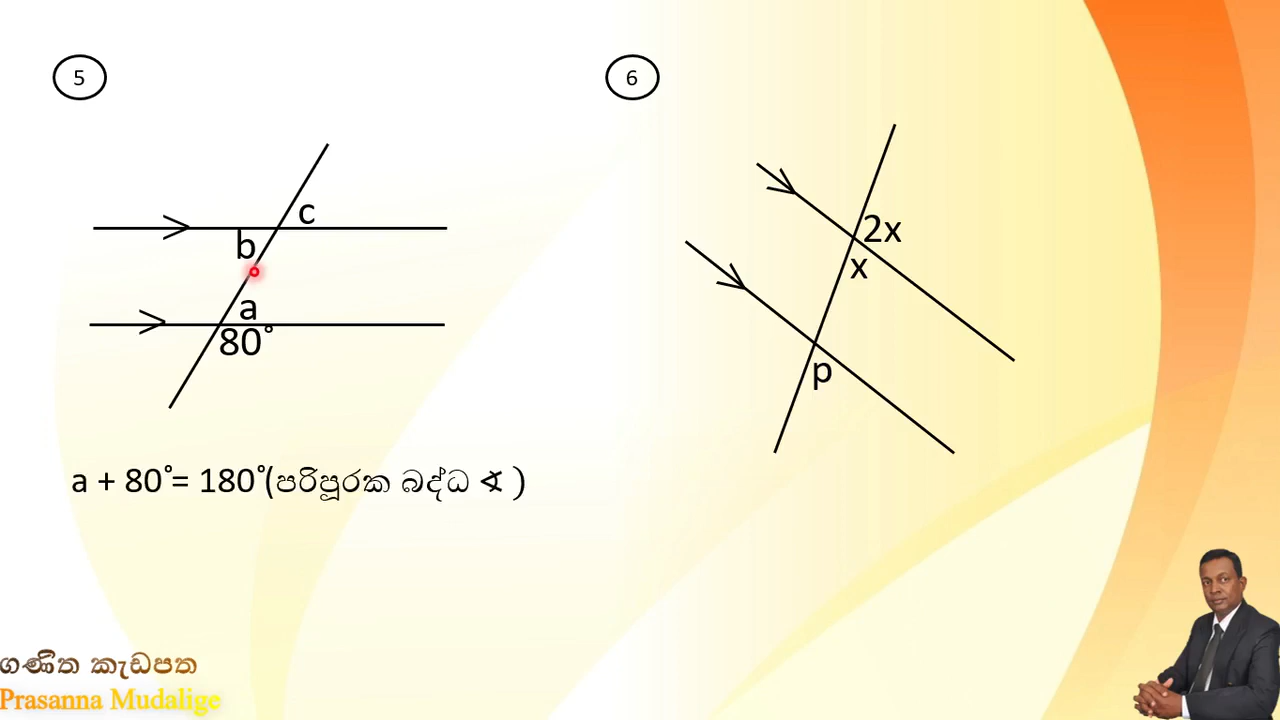 5
6
c
b
a
80°
2x
x
p
a + 80°= 180°(පරිපූරක බද්ධ ∢ )
ගණිත කැඩපත
Prasanna Mudalige